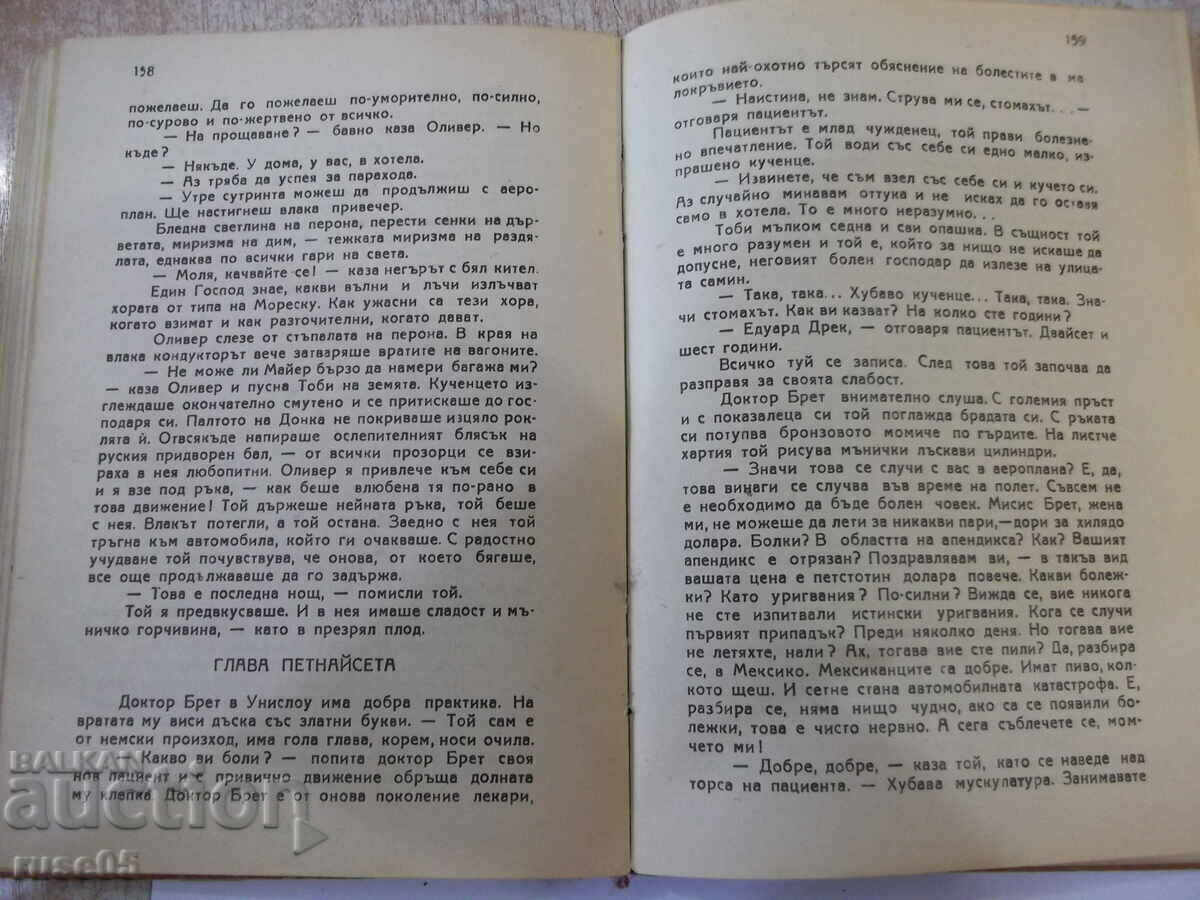 158
пожелаеш. Да го пожелаеш по-уморително, по-силно,
по-сурово и по-жертвено от всичко.
— На прощаване? — бавно каза Оливер. — Но
къде?
— Някъде. У дома, у вас, в хотела.
— Аз трябва да успея за парахода.
— Утре сутринта можеш да продължиш с аеро-
план. Ще настигнеш влака привечер.
Бледна светлина на перона, перести сенки на дър-
ветата, миризма на дим, — тежката миризма на раздя-
лата, еднаква по всички гари на света.
— Моля, качвайте се! — каза негърът с бял кител.
Един Господ знае, какви вълни и лъчи излъчват
хората от типа на Мореску. Как ужасни са тези хора,
когато взимат и как разточителни, когато дават.
Оливер слезе от стъпалата на перона. В края на
влака кондукторът вече затваряше вратите на вагоните.
— Не може ли Майер бързо да намери багажа ми?
— каза Оливер и пусна Тоби на земята. Кученцето из-
глеждаше окончателно смутено и се притискаше до гос-
подаря си. Палтото на Донка не покриваше изцяло рок-
лята ѝ. Отвсякъде напираше ослепителният блясък на
руския придворен бал, — от всички прозорци се взи-
раха в нея любопитни. Оливер я привлече към себе си
и я взе под ръка, — как беше влюбена тя по-рано в
това движение! Той държеше нейната ръка, той беше
с нея. Влакът потегли, а той остана. Заедно с нея той
тръгна към автомобила, който ги очакваше. С радостно
учудване той почувствува, че онова, от което бягаше,
все още продължаваше да го задържа.
— Това е последна нощ, — помисли той.
Той я предвкусваше. И в нея имаше сладост и мъ-
ничко горчивина, — като в презрял плод.
ГЛАВА ПЕТНАЙСЕТА
Доктор Брет в Унислоу има добра практика. На
вратата му виси дъска със златни букви. — Той сам е
от немски произход, има гола глава, корем, носи очила.
— Какво ви боли? — попита доктор Брет своя
нов пациент и с привично движение обръща долната
му клепка. Доктор Брет е от онова поколение лекари,
159
които най-охотно търсят обяснение на болестите в ма
локръвието.
— Наистина, не знам. Струва ми се, стомахът... —
отговаря пациентът.
Пациентът е млад чужденец, той прави болезне-
но впечатление. Той води със себе си едно малко, из-
прашено кученце.
— Извинете, че съм взел със себе си и кучето си.
Аз случайно минавам оттука и не исках да го оставя
само в хотела. То е много неразумно...
Тоби мълком седна и сви опашка. В същност той
е много разумен и той е, който за нищо не искаше да
допусне, неговият болен господар да излезе на улица-
та самин.
— Така, така... Хубаво кученце... Така, така. Зна-
чи стомахът. Как ви казват? На колко сте години?
— Едуард Дрек, — отговаря пациентът. Двайсет и
шест години.
Всичко туй се записа. След това той започва да
разправя за своята слабост.
Доктор Брет внимателно слуша. С големия пръст
и с показалеца си той поглажда брадата си. С ръката
си потупва бронзовото момиче по гърдите. На листче
хартия той рисува мънички лъскави цилиндри.
— Значи това се случи с вас в аероплана? Е, да,
това винаги се случва във време на полет. Съвсем не
е необходимо да бъде болен човек. Мисис Брет, жена
ми, не можеше да лети за никакви пари,—дори за хилядо
долара. Болки? В областта на апендикса? Как? Вашият
апендикс е отрязан? Поздравлявам ви, — в такъв вид
вашата цена е петстотин долара повече. Какви бележ-
ки? Като уригвания? По-силни? Вижда се, вие никога
не сте изпитвали истински уригвания. Кога се случи
първият припадък? Преди няколко деня. Но тогава вие
не летяхте, нали? Ах, тогава вие сте пили? Да, разбира
се, в Мексико. Мексиканците са добре. Имат пиво, кол-
кото щеш. И сетне стана автомобилната катастрофа. Е,
разбира се, няма нищо чудно, ако са се появили бо-
лежки, това е чисто нервно. А сега съблечете се, мом-
чето ми!
— Добре, добре, — каза той, като се наведе над
торса на пациента. — Хубава мускулатура. Занимавате
BALKAN
auction
ruse05